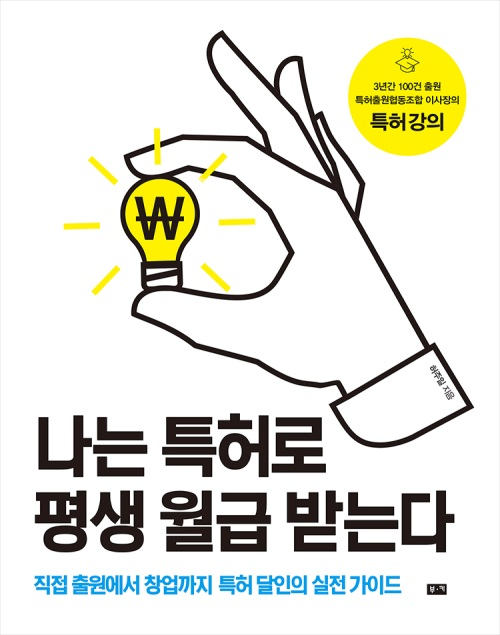 3년간 100건 출원
특허출원협동조합 이사장의
특허 강의
₩
허주일 지음
나는 특허로
평생 월급 받는다
직접 출원에서 창업까지 특허 달인의 실전 가이드
부·키